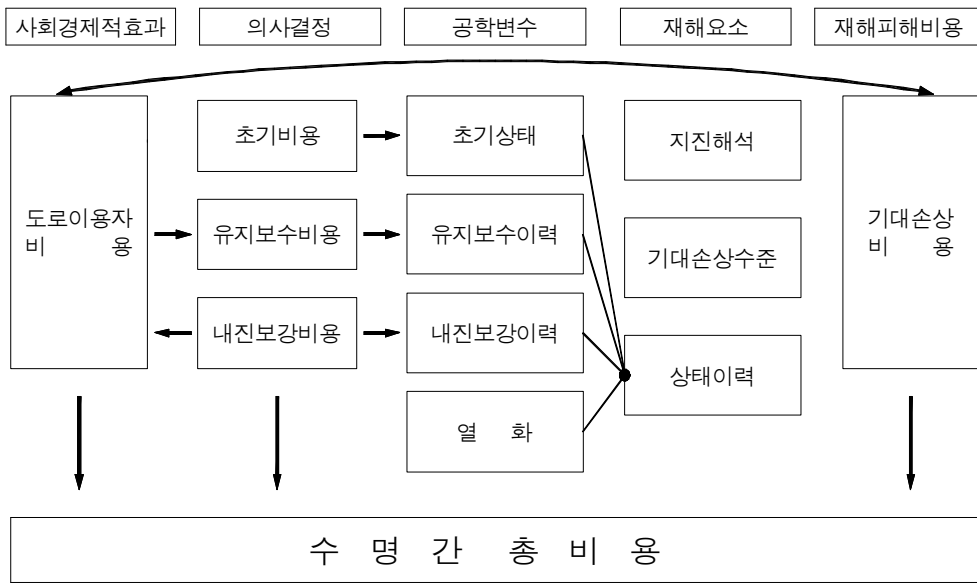 사회경제적효과
의사결정
공학변수
재해요소
재해피해비용
초기비용
초기상태
지진해석
도로이용자
비 용
유지보수비용
유지보수이력
기대손상수준
기대손상
비 용
내진보강비용
내진보강이력
상태이력
열 화
수 명 간 총 비 용